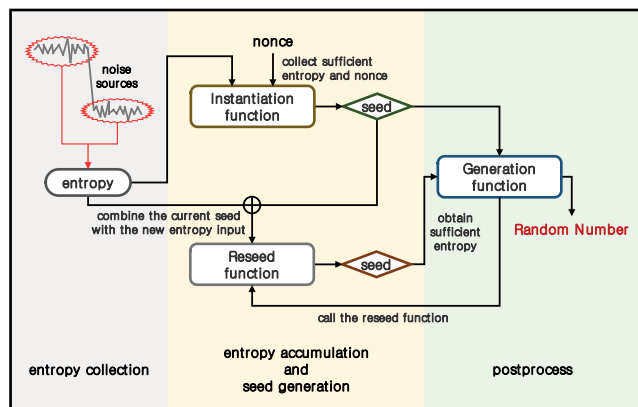 noise
sources
nonce
collect sufficient
entropy and nonce
Instantiation
function
seed
entropy
Generation
function
combine the current seed
with the new entropy input
obtain
sufficient
entropy
Random Number
Reseed
function
seed
call the reseed function
entropy collection
entropy accumulation
and
seed generation
postprocess